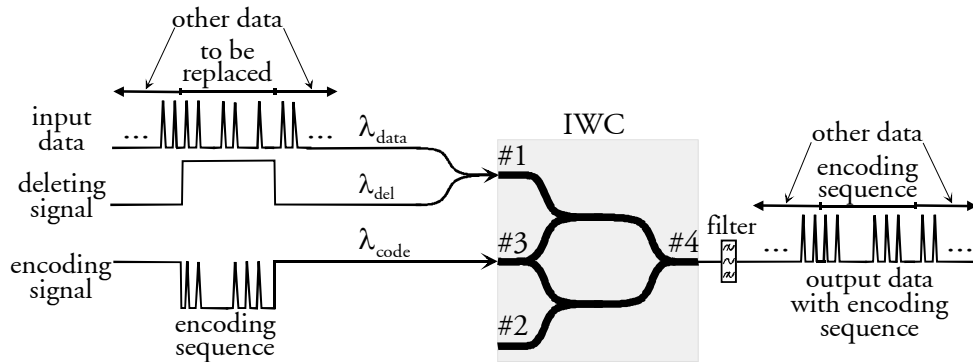 other data
to be
replaced
input
data
...
...
λdata
deleting
signal
λdel
encoding
signal
λcode
encoding
sequence
IWC
#1
#3
#2
#4
filter
other data
encoding
sequence
...
...
output data
with encoding
sequence